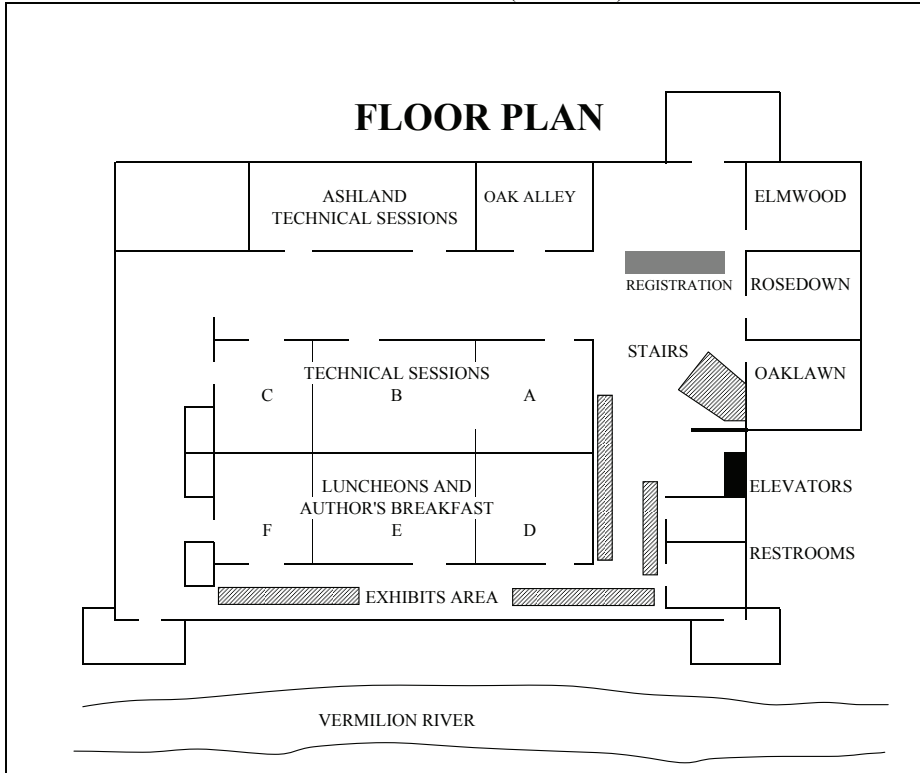 FLOOR PLAN
ASHLAND
TECHNICAL SESSIONS
OAK ALLEY
ELMWOOD
REGISTRATION
ROSEDOWN
STAIRS
OAKLAWN
TECHNICAL SESSIONS
C
B
A
LUNCHEONS AND
AUTHOR'S BREAKFAST
F
E
D
ELEVATORS
RESTROOMS
EXHIBITS AREA
VERMILION RIVER